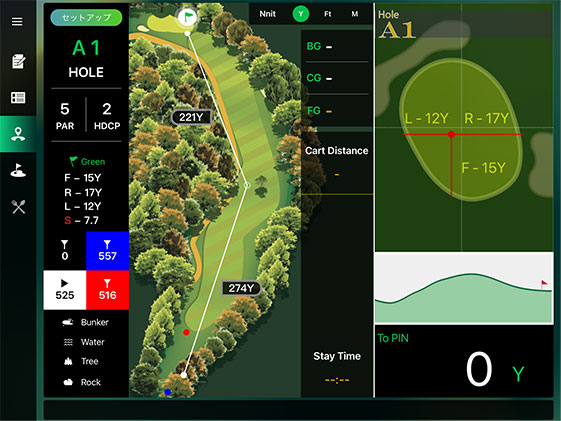 セットアップ
A 1
HOLE
5
PAR
2
HDCP
Green
F – 15Y
R – 17Y
L – 12Y
S – 7.7
0
557
525
516
Bunker
Water
Tree
Rock
221Y
274Y
Nnit
Y
Ft
M
BG –
CG –
FG –
Cart Distance
-
Stay Time
--:--
Hole
A1
L – 12Y
R – 17Y
F – 15Y
To PIN
0 Y